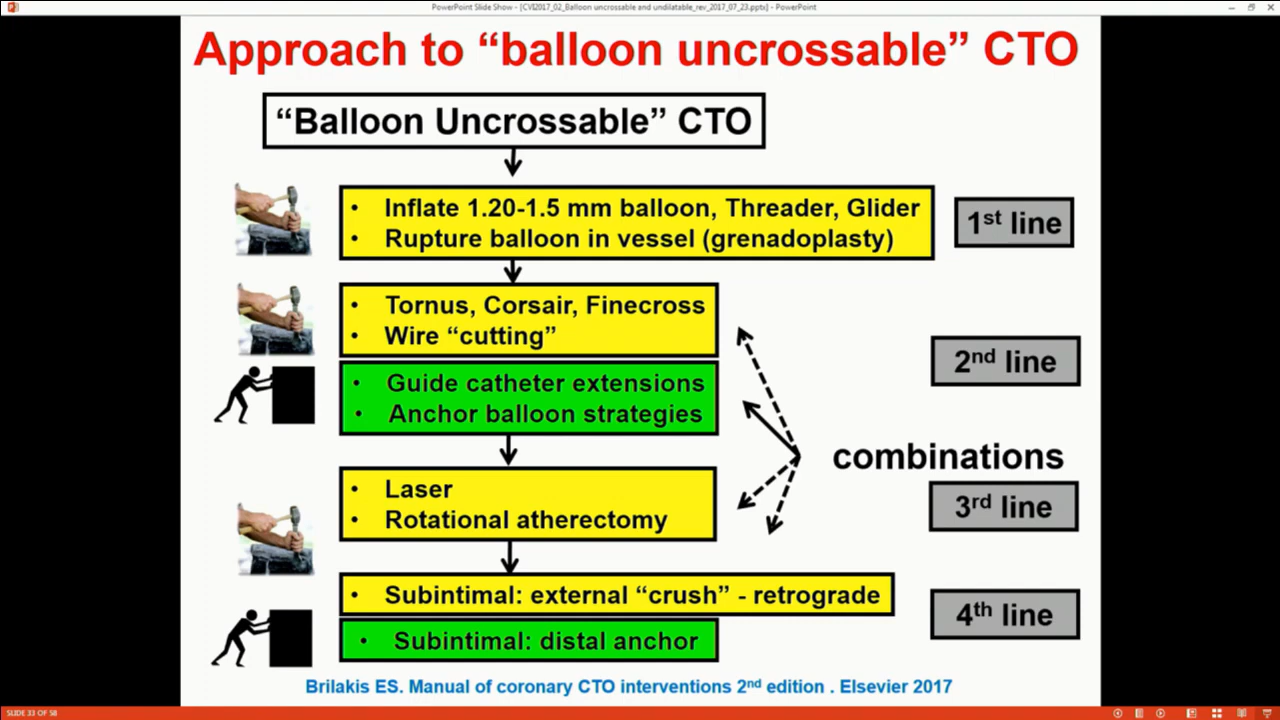 PowerPoint Slide Show - [CVI2017_02_Balloon uncrossable and undilatable_rev_2017_07_23.pptx] - PowerPoint
Approach to “balloon uncrossable” CTO
“Balloon Uncrossable” CTO
• Inflate 1.20-1.5 mm balloon, Threader, Glider
• Rupture balloon in vessel (grenadoplasty)
1st line
• Tornus, Corsair, Finecross
• Wire “cutting”
2nd line
• Guide catheter extensions
• Anchor balloon strategies
combinations
• Laser
• Rotational atherectomy
3rd line
• Subintimal: external “crush” - retrograde
4th line
• Subintimal: distal anchor
Brilakis ES. Manual of coronary CTO interventions 2nd edition . Elsevier 2017
SLIDE 33 OF 58